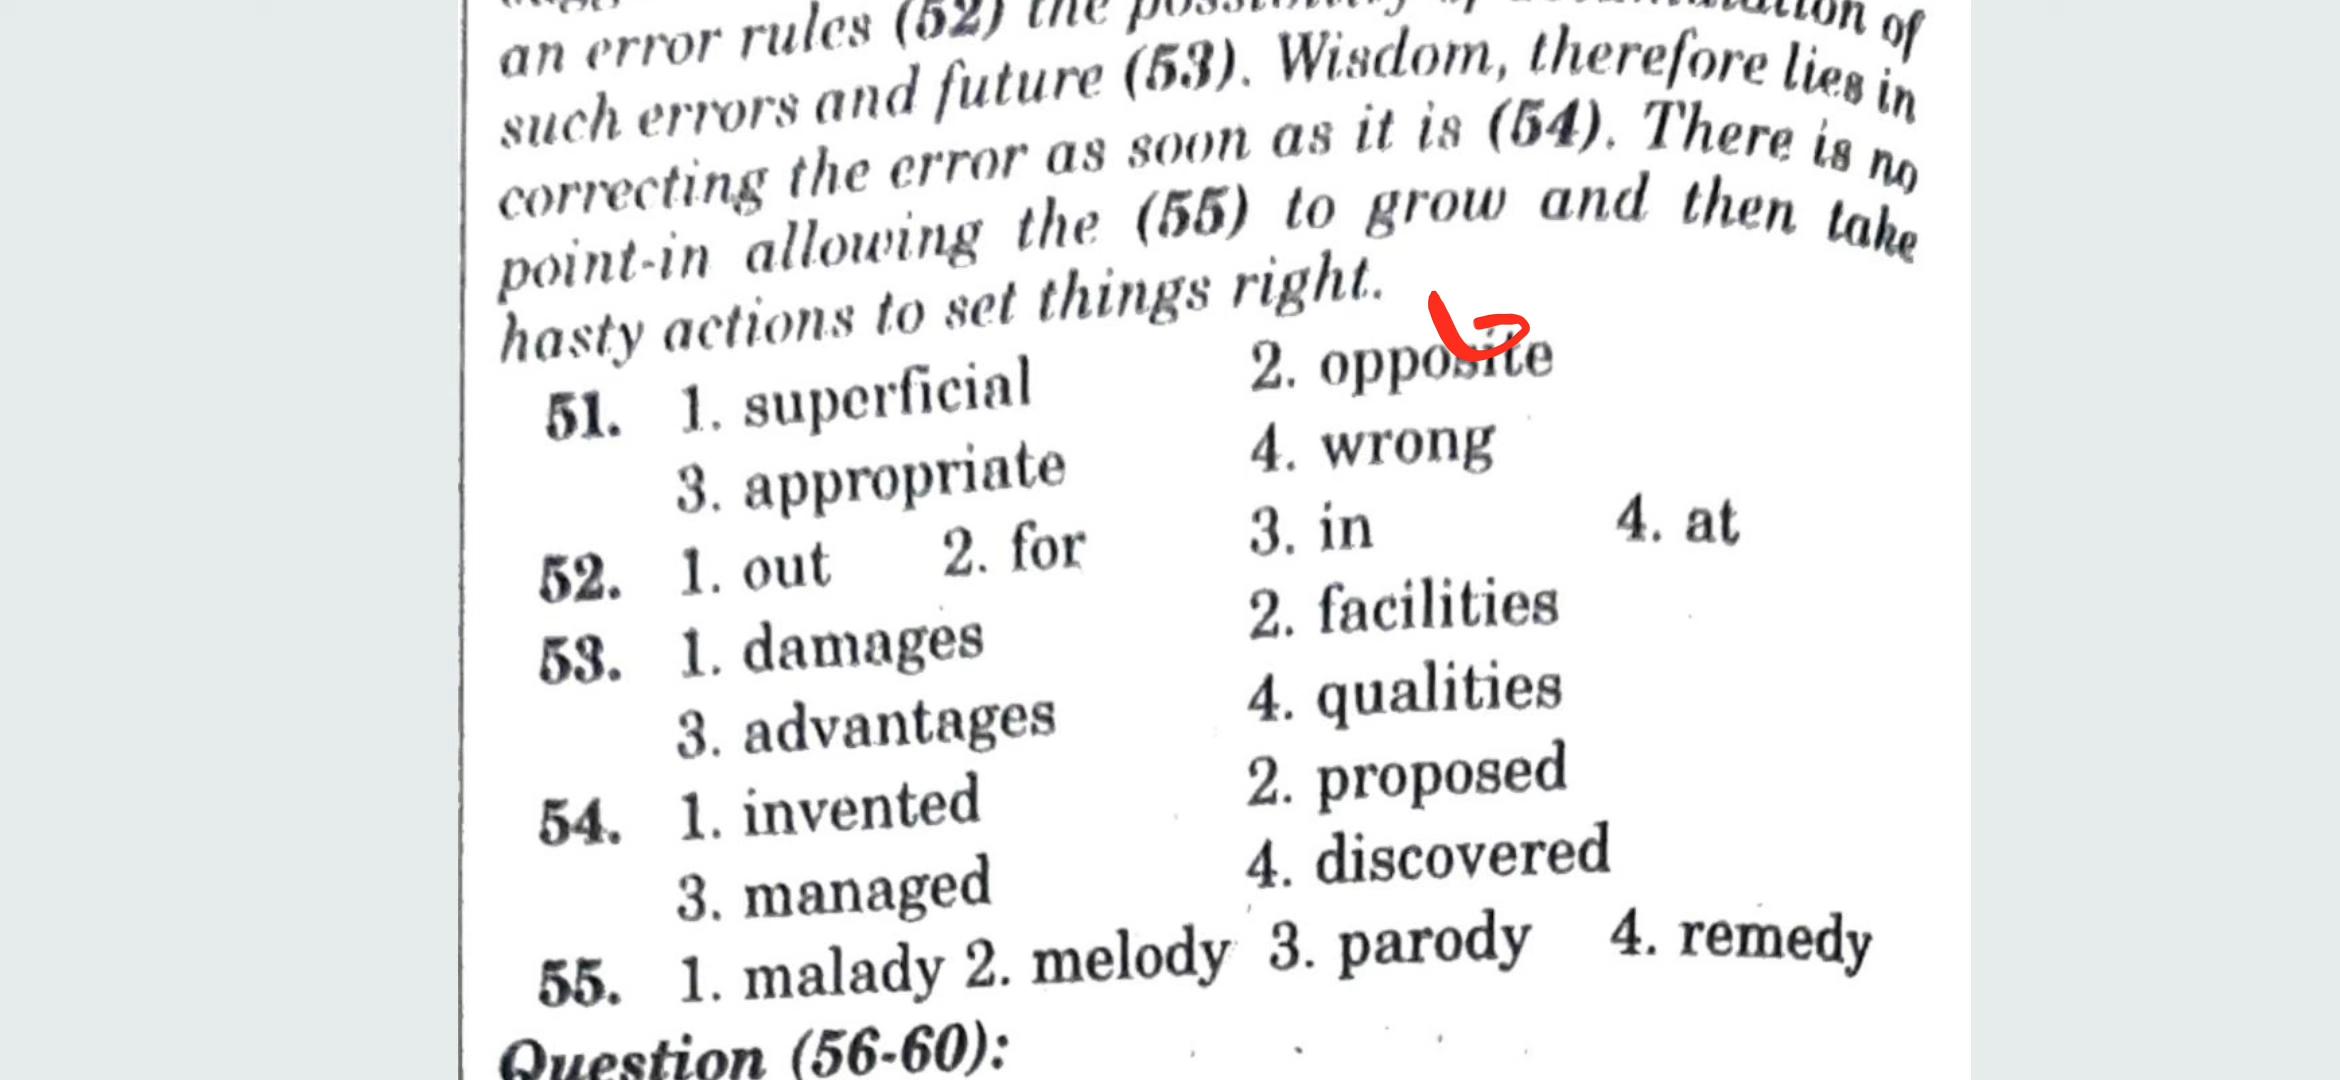 an error rules (52) the possibility of accumulation of
such errors and future (53). Wisdom, therefore lies in
correcting the error as soon as it is (54). There is no
point-in allowing the (55) to grow and then take
hasty actions to set things right.
51. 1. superficial 2. opposite
3. appropriate 4. wrong
52. 1. out 2. for 3. in 4. at
53. 1. damages 2. facilities
3. advantages 4. qualities
54. 1. invented 2. proposed
3. managed 4. discovered
55. 1. malady 2. melody 3. parody 4. remedy
Question (56-60):